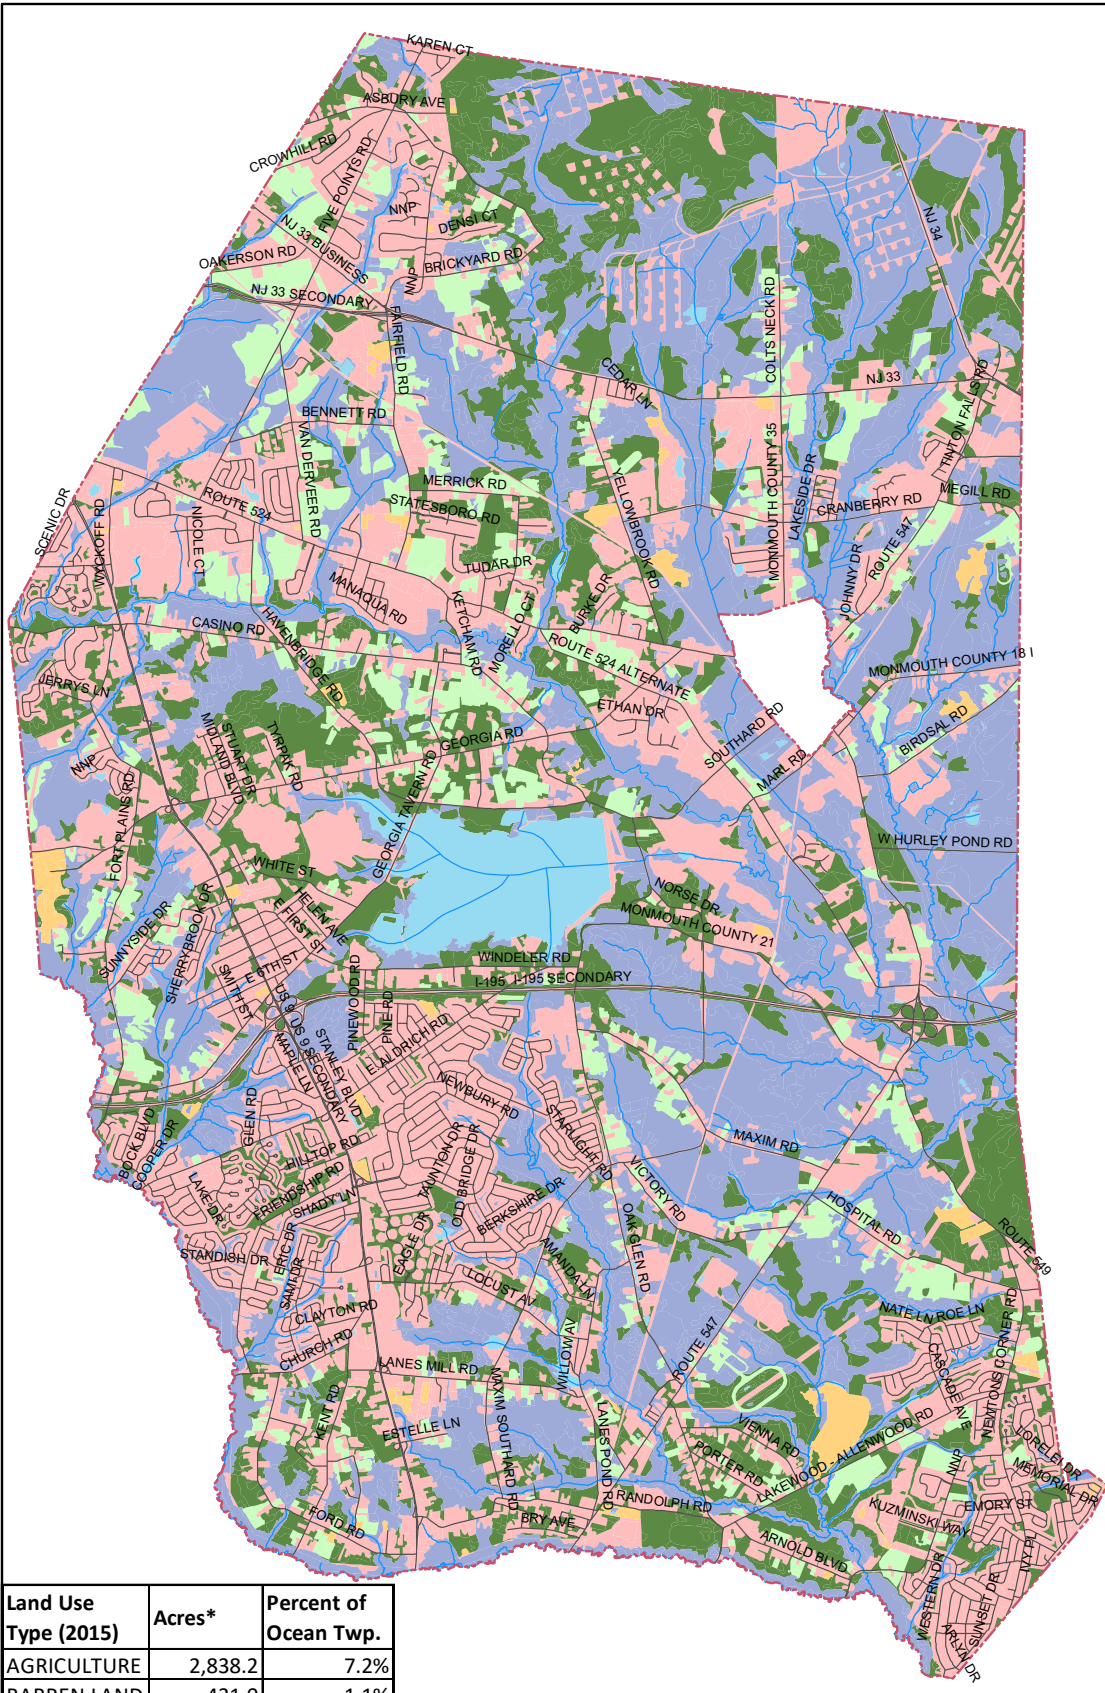 KAREN CT
ASBURY AVE
CROWHILL RD
FIVE POINTS RD
NNP
DENSI CT
NJ 33 BUSINESS
OAKERSON RD
BRICKYARD RD
NNP
NJ 33 SECONDARY
NJ 34
COLTS NECK RD
FAIRFIELD RD
CEDAR LN
NJ 33
TINTON FALLS RD
BENNETT RD
VAN DERVEER RD
MERRICK RD
YELLOWBROOK RD
MONMOUTH COUNTY 35
LAKESIDE DR
MEGILL RD
CRANBERRY RD
SCENIC DR
WYCKOFF RD
ROUTE 524
NICOLE CT
STATESBORO RD
TUDAR DR
ROUTE 547
JOHNNY DR
MANAQUA RD
KETCHAM RD
MORELLO CT
BURKE DR
CASINO RD
HAVENBRIDGE RD
ROUTE 524 ALTERNATE
MONMOUTH COUNTY 18 I
JERRYS LN
ETHAN DR
SOUTHARD RD
BIRDSAL RD
MIDLAND BLVD
STUART DR
TYRPAK RD
GEORGIA RD
NNP
MARL RD
FORT PLAINS RD
GEORGIA TAVERN RD
W HURLEY POND RD
WHITE ST
HELEN AVE
E FIRST ST
NORSE DR
MONMOUTH COUNTY 21
SUNNYSIDE DR
SHERRYBROOK DR
E 6TH ST
SMITH ST
WINDELER RD
I-195 I-195 SECONDARY
PINEWOOD RD
PINE RD
US 9 US 9 SECONDARY
STANLEY BLVD
MAPLE LN
E ALDRICH RD
NEWBURY RD
STARLIGHT RD
GLEN RD
BOCK BLVD
COOPER DR
HILLTOP RD
TAUNTON DR
OLD BRIDGE DR
MAXIM RD
VICTORY RD
LAKE DR
FRIENDSHIP RD
SHADY LN
BERKSHIRE DR
HOSPITAL RD
OAK GLEN RD
ROUTE 549
STANDISH DR
ERIC DR
SAMI DR
EAGLE DR
AMANDA LN
LOCUST AV
CLAYTON RD
NATE LN ROE LN
CHURCH RD
ROUTE 547
NEWTONS CORNER RD
CASCADE AVE
LANES MILL RD
WILLOW AV
KENT RD
MAXIM SOUTHARD RD
LANES POND RD
ESTELLE LN
VIENNA RD
PORTER RD
LAKEWOOD - ALLENWOOD RD
NNP
LORELEI DR
MEMORIAL DR
FORD RD
BRY AVE
RANDOLPH RD
KUZMINSKI WAY
EMORY ST
ARNOLD BLVD
IVY PL
WESTERN DR
SUNSET DR
ARLYN DR
Land Use Type (2015) Acres* Percent of Ocean Twp.
AGRICULTURE 2,838.2 7.2%
BARREN LAND 431.9 1.1%